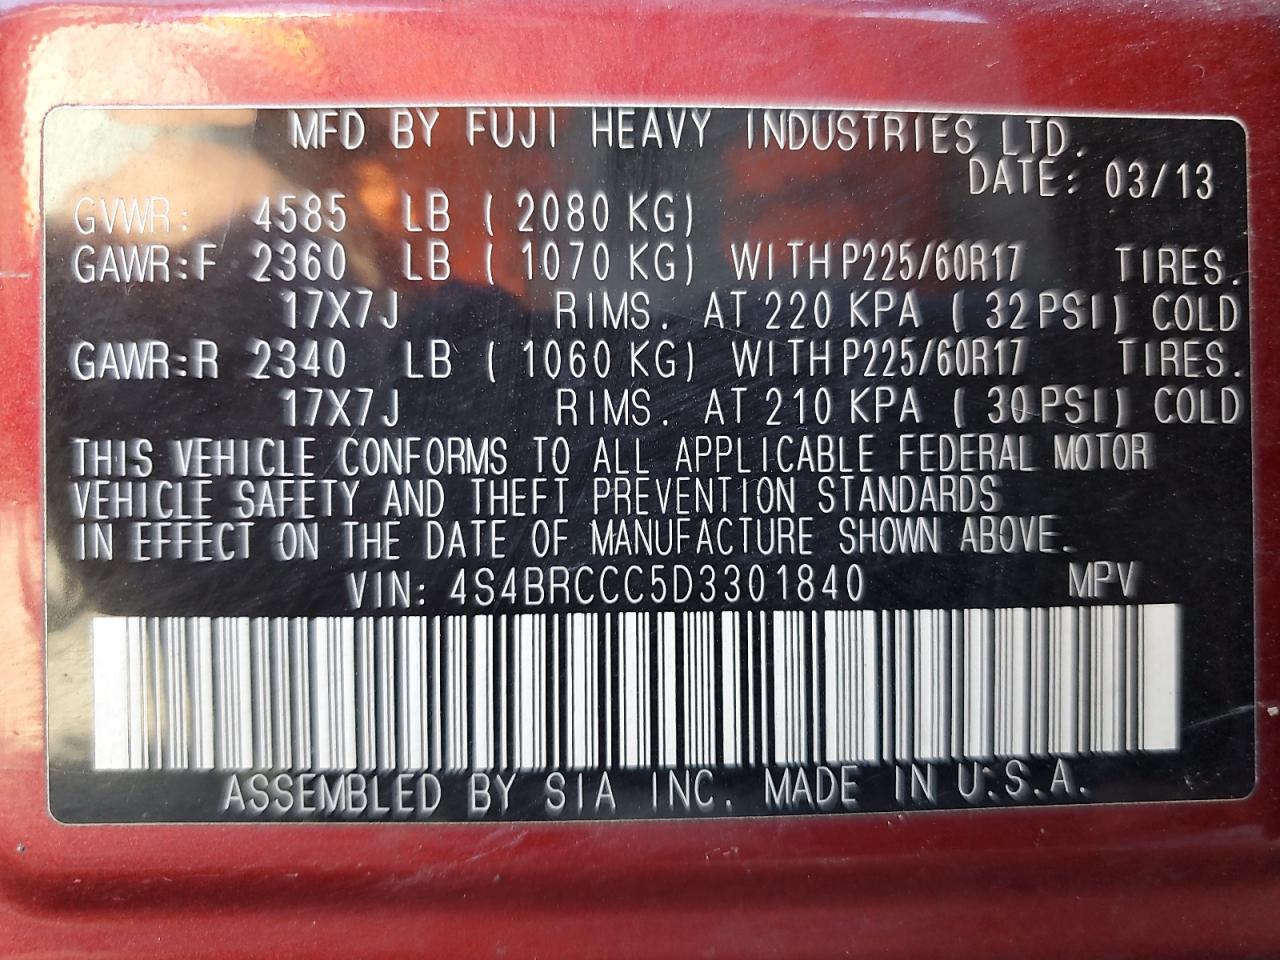 MFD BY FUJI HEAVY INDUSTRIES LTD.
DATE: 03/13
GVWR: 4585 LB ( 2080 KG)
GAWR:F 2360 LB ( 1070 KG) WITH P225/60R17 TIRES.
17X7J RIMS. AT 220 KPA ( 32 PSI) COLD
GAWR:R 2340 LB ( 1060 KG) WITH P225/60R17 TIRES.
17X7J RIMS. AT 210 KPA ( 30 PSI) COLD
THIS VEHICLE CONFORMS TO ALL APPLICABLE FEDERAL MOTOR
VEHICLE SAFETY AND THEFT PREVENTION STANDARDS
IN EFFECT ON THE DATE OF MANUFACTURE SHOWN ABOVE.
VIN: 4S4BRCCC5D3301840 MPV
ASSEMBLED BY SIA INC. MADE IN U.S.A.